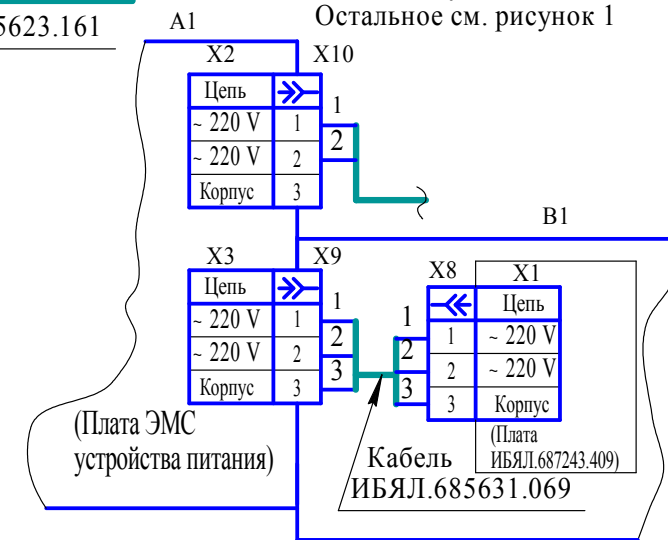 5623.161
Остальное см. рисунок 1
A1
X2
X10
Цепь
~ 220 V 1
~ 220 V 2
Корпус 3
1
2
B1
X3
X9
Цепь
~ 220 V 1
~ 220 V 2
Корпус 3
1
2
3
X8
X1
Цепь
1 ~ 220 V
2 ~ 220 V
3 Корпус
1
2
3
(Плата
ИБЯЛ.687243.409)
(Плата ЭМС
устройства питания)
Кабель
ИБЯЛ.685631.069